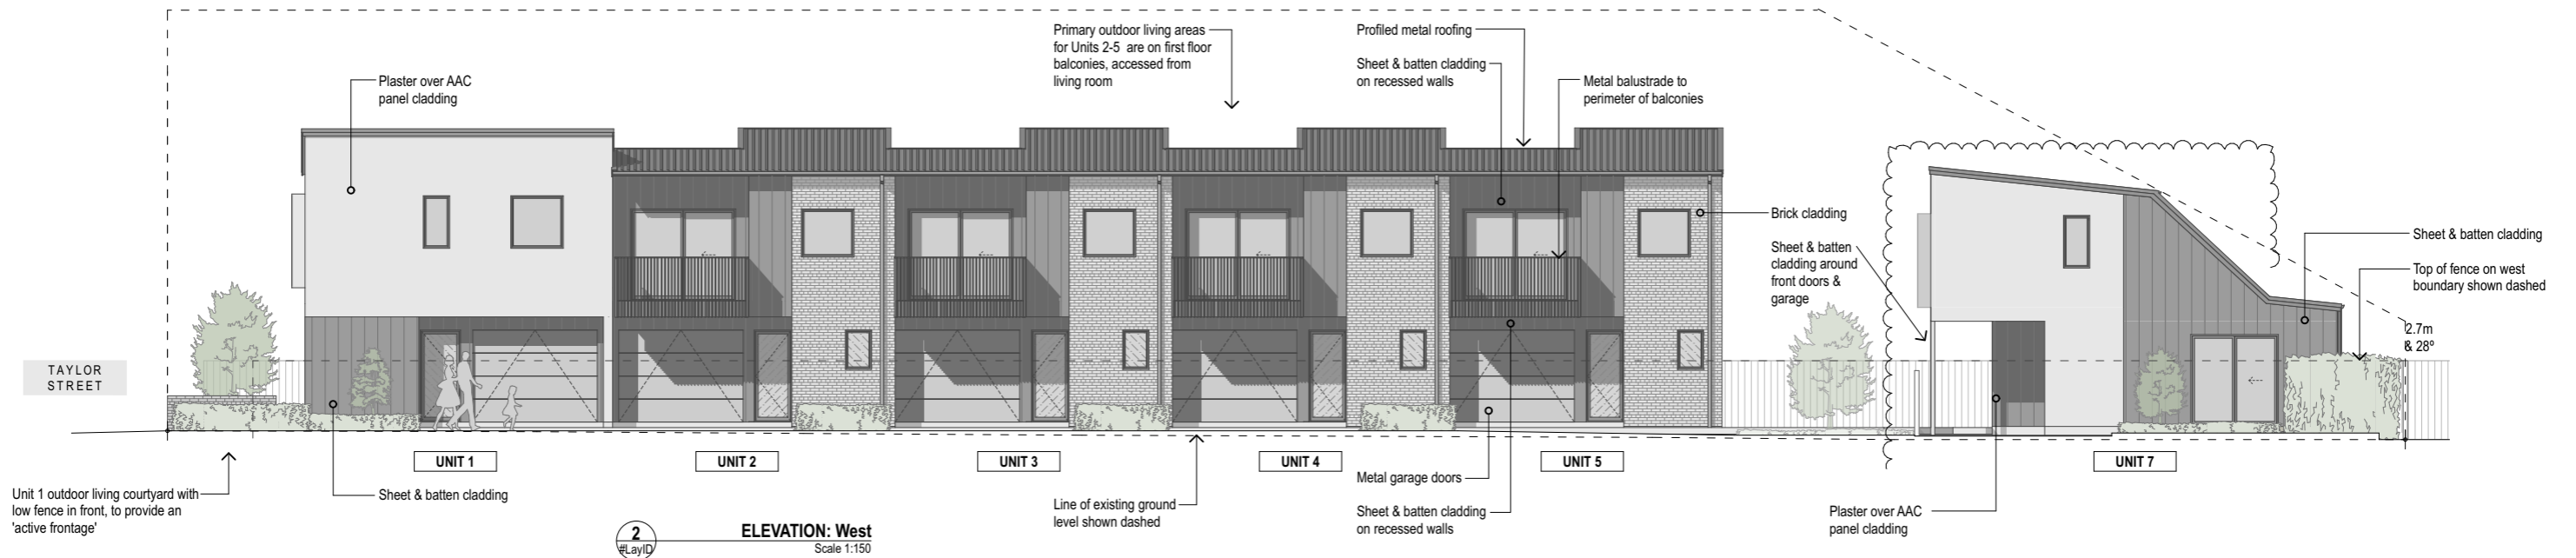 Primary outdoor living areas
for Units 2-5 are on first floor
balconies, accessed from
living room
Profiled metal roofing
Sheet & batten cladding
on recessed walls
Metal balustrade to
perimeter of balconies
Plaster over AAC
panel cladding
Brick cladding
Sheet & batten
cladding around
front doors &
garage
Sheet & batten cladding
Top of fence on west
boundary shown dashed
2.7m
& 28º
TAYLOR
STREET
UNIT 1
UNIT 2
UNIT 3
UNIT 4
UNIT 5
UNIT 7
Unit 1 outdoor living courtyard with
low fence in front, to provide an
'active frontage'
Sheet & batten cladding
Line of existing ground
level shown dashed
Metal garage doors
Sheet & batten cladding
on recessed walls
Plaster over AAC
panel cladding
2
#LayID
ELEVATION: West
Scale 1:150